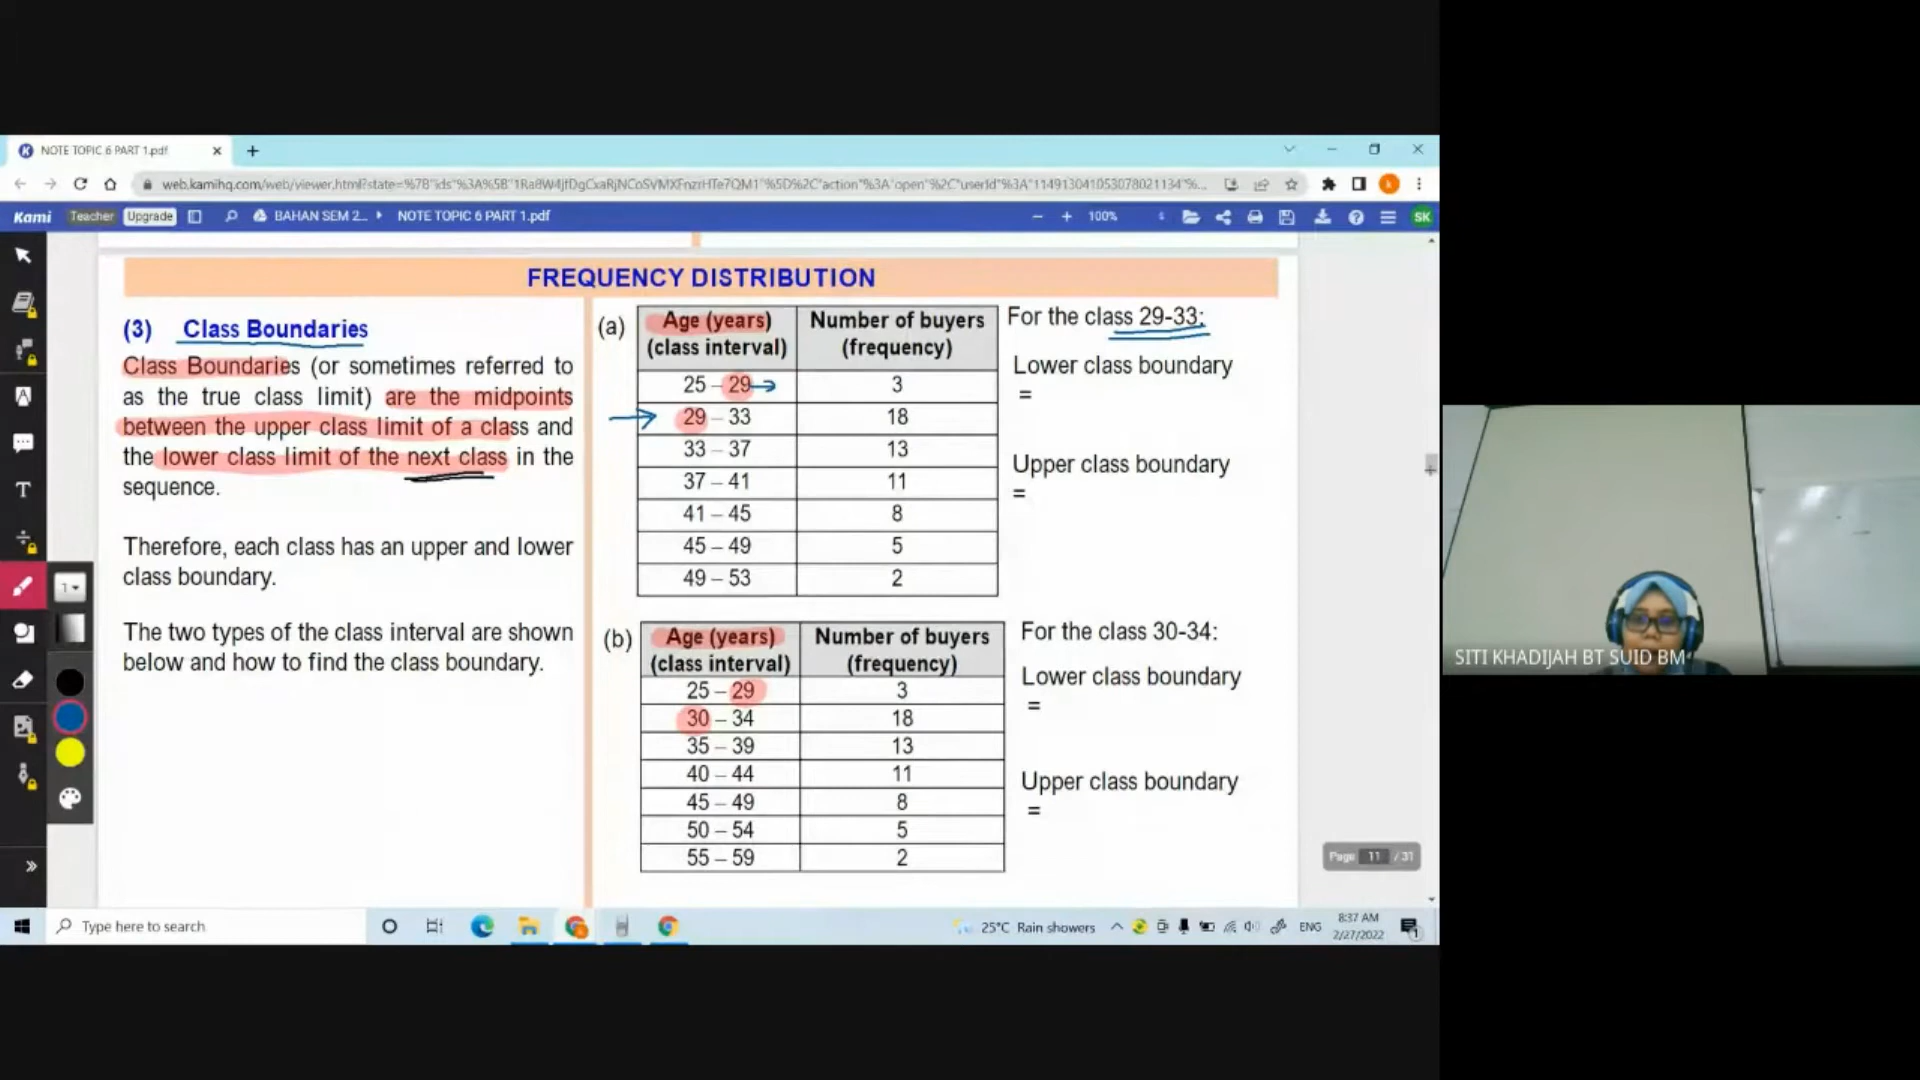 NOTE TOPIC 6 PART 1.pdf
Kami Teacher Upgrade BAHAN SEM 2... NOTE TOPIC 6 PART 1.pdf 100% SK
FREQUENCY DISTRIBUTION
(3) Class Boundaries
Class Boundaries (or sometimes referred to
as the true class limit) are the midpoints
between the upper class limit of a class and
the lower class limit of the next class in the
sequence.
Therefore, each class has an upper and lower
class boundary.
The two types of the class interval are shown
below and how to find the class boundary.
(a) Age (years) Number of buyers
(class interval) (frequency)
25 – 29 3
29 – 33 18
33 – 37 13
37 – 41 11
41 – 45 8
45 – 49 5
49 – 53 2
For the class 29-33:
Lower class boundary
=
Upper class boundary
=
(b) Age (years) Number of buyers
(class interval) (frequency)
25 – 29 3
30 – 34 18
35 – 39 13
40 – 44 11
45 – 49 8
50 – 54 5
55 – 59 2
For the class 30-34:
Lower class boundary
=
Upper class boundary
=
Page 11 / 31
Type here to search
25°C Rain showers ENG 8:37 AM
2/27/2022
SITI KHADIJAH BT SUID BM